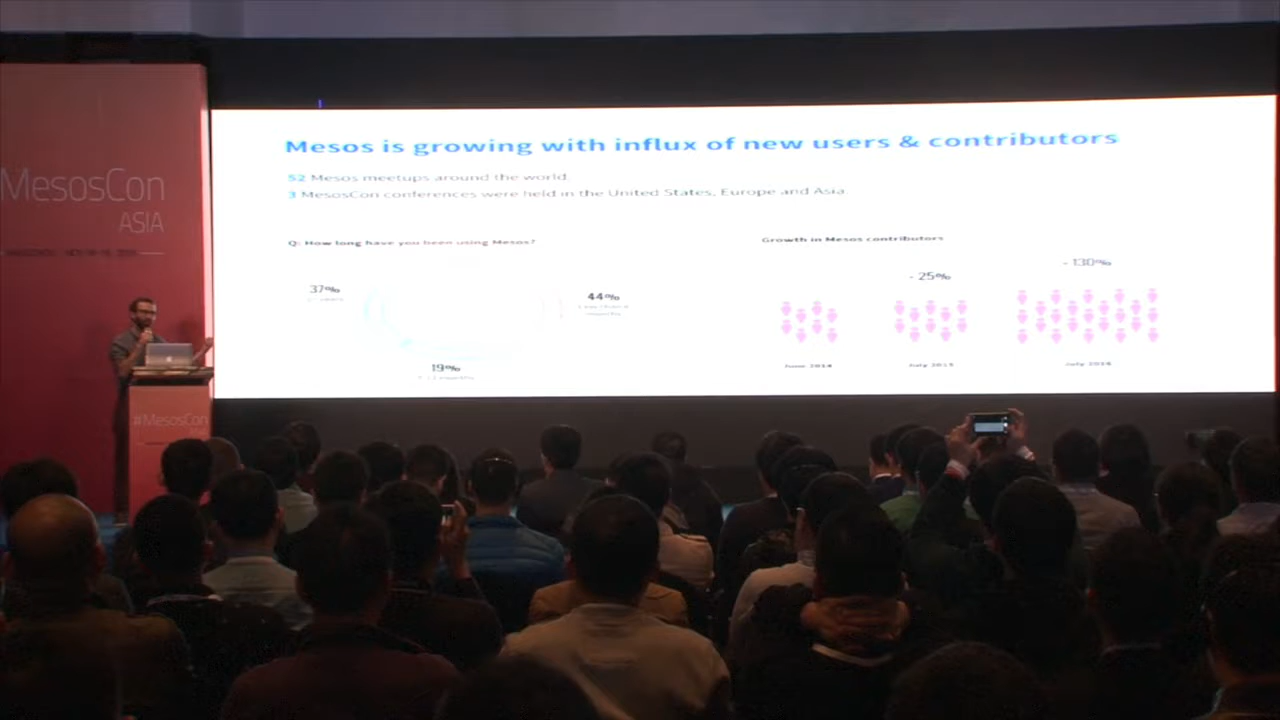 MesosCon
ASIA
Mesos is growing with influx of new users & contributors
52 Mesos meetups around the world.
3 MesosCon conferences were held in the United States, Europe and Asia.
Q: How long have you been using Mesos?
Growth in Mesos contributors
37%
44%
19%
~ 25%
~ 130%
June 2014
July 2015
July 2016
#MesosCon